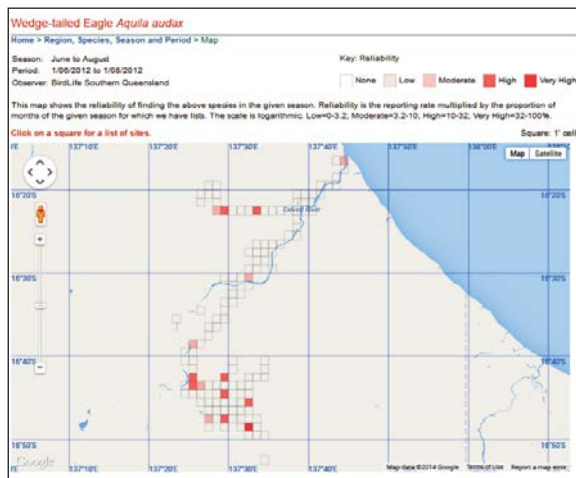 Wedge-tailed Eagle Aquila audax
Home > Region, Species, Season and Period > Map
Season: June to August
Period: 1/06/2012 to 1/08/2012
Observer: BirdLife Southern Queensland
Key: Reliability
None Low Moderate High Very High
This map shows the reliability of finding the above species in the given season. Reliability is the reporting rate multiplied by the proportion of
months of the given season for which we have lists. The scale is logarithmic. Low=0-3.2, Moderate=3.2-10, High=10-32, Very High=32-100%.
Click on a square for a list of sites.
Square: 1' cell
'E 137°10'E 137°20'E 137°30'E 137°40'E 137°50'E 138°00'E
Map Satellite
16°20'S 16°20'S
Calvert River
16°30'S 16°30'S
16°40'S 16°40'S
16°50'S 16°50'S
Google
Map data ©2014 Google Terms of Use Report a map error
'E 137°10'E 137°20'E 137°30'E 137°40'E 137°50'E 138°00'E